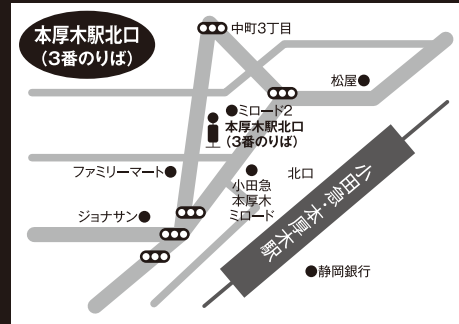 本厚木駅北口
（3番のりば）
中町3丁目
松屋
ミロード2
本厚木駅北口
（3番のりば）
ファミリーマート
小田急
本厚木
ミロード
北口
ジョナサン
小田急・本厚木駅
静岡銀行